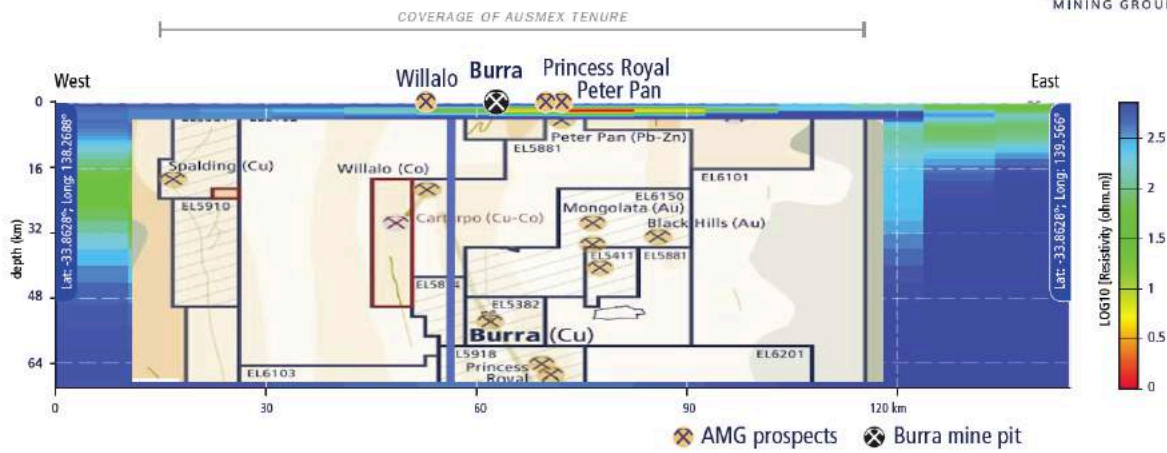 MINING GROUP
COVERAGE OF AUSMEX TENURE
West
Willalo
Burra
Princess Royal
Peter Pan
East
0
16
32
48
64
depth (km)
Lat: -33.8628°; Long: 138.2688°
Lat: -33.8628°; Long: 139.566°
Peter Pan (Pb-Zn)
EL5881
Spalding (Cu)
Willalo (Co)
EL6101
EL5910
Cartarpo (Cu-Co)
EL6150
Mongolata (Au)
Black Hills (Au)
EL5411
EL5881
EL5382
Burra (Cu)
L5918
EL6201
EL6103
Princess
Royal
2.5
2
1.5
1
0.5
0
LOG10 [Resistivity (ohm.m)]
0
30
60
90
120 km
AMG prospects
Burra mine pit